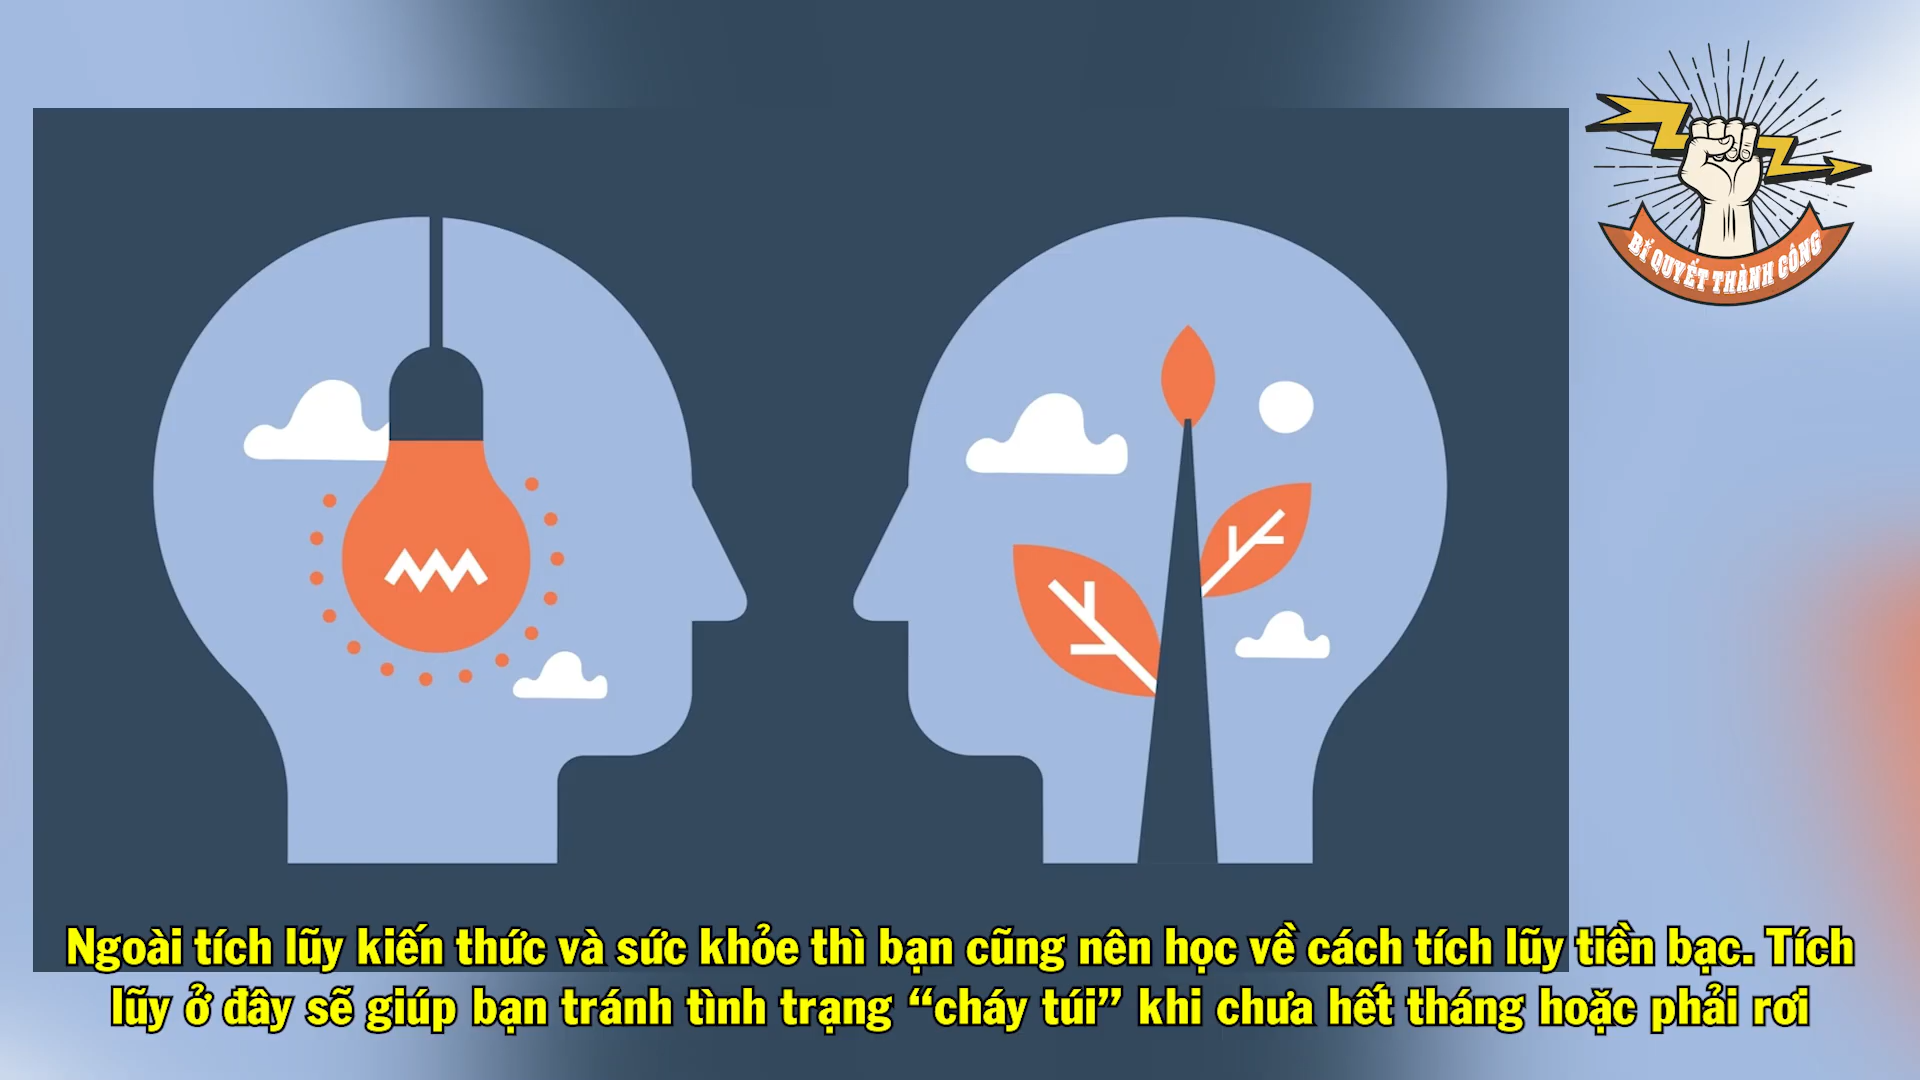 BÍ QUYẾT THÀNH CÔNG
Ngoài tích lũy kiến thức và sức khỏe thì bạn cũng nên học về cách tích lũy tiền bạc. Tích
lũy ở đây sẽ giúp bạn tránh tình trạng “cháy túi” khi chưa hết tháng hoặc phải rơi